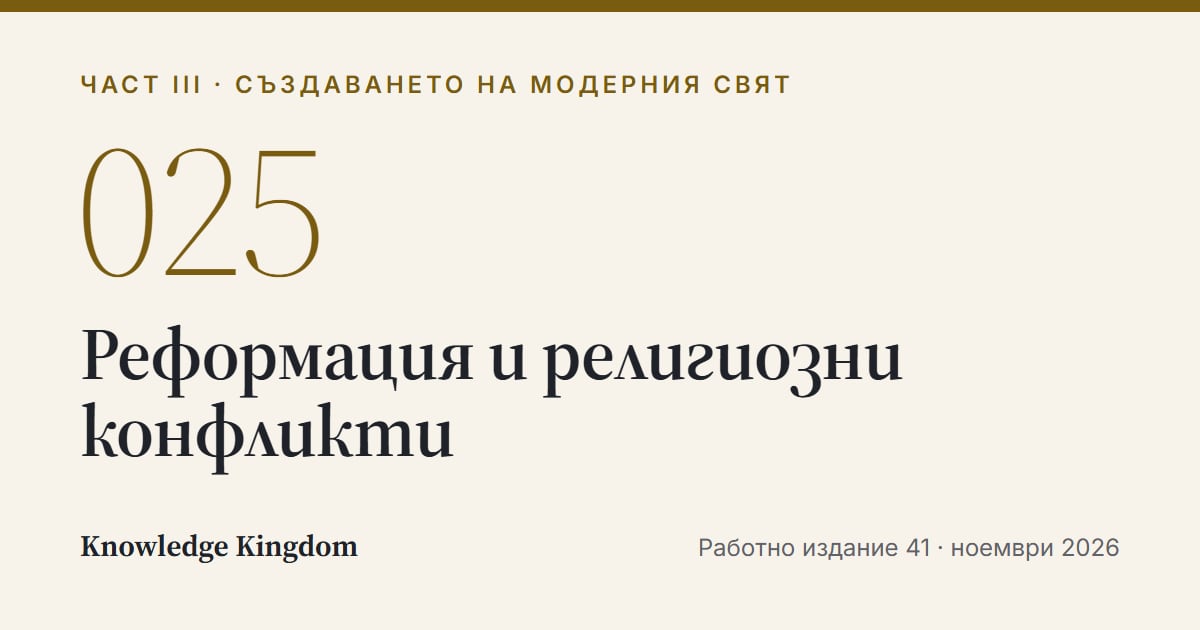 ЧАСТ III · СЪЗДАВАНЕТО НА МОДЕРНИЯ СВЯТ
025
Реформация и религиозни
конфликти
Knowledge Kingdom
Работно издание 41 · ноември 2026